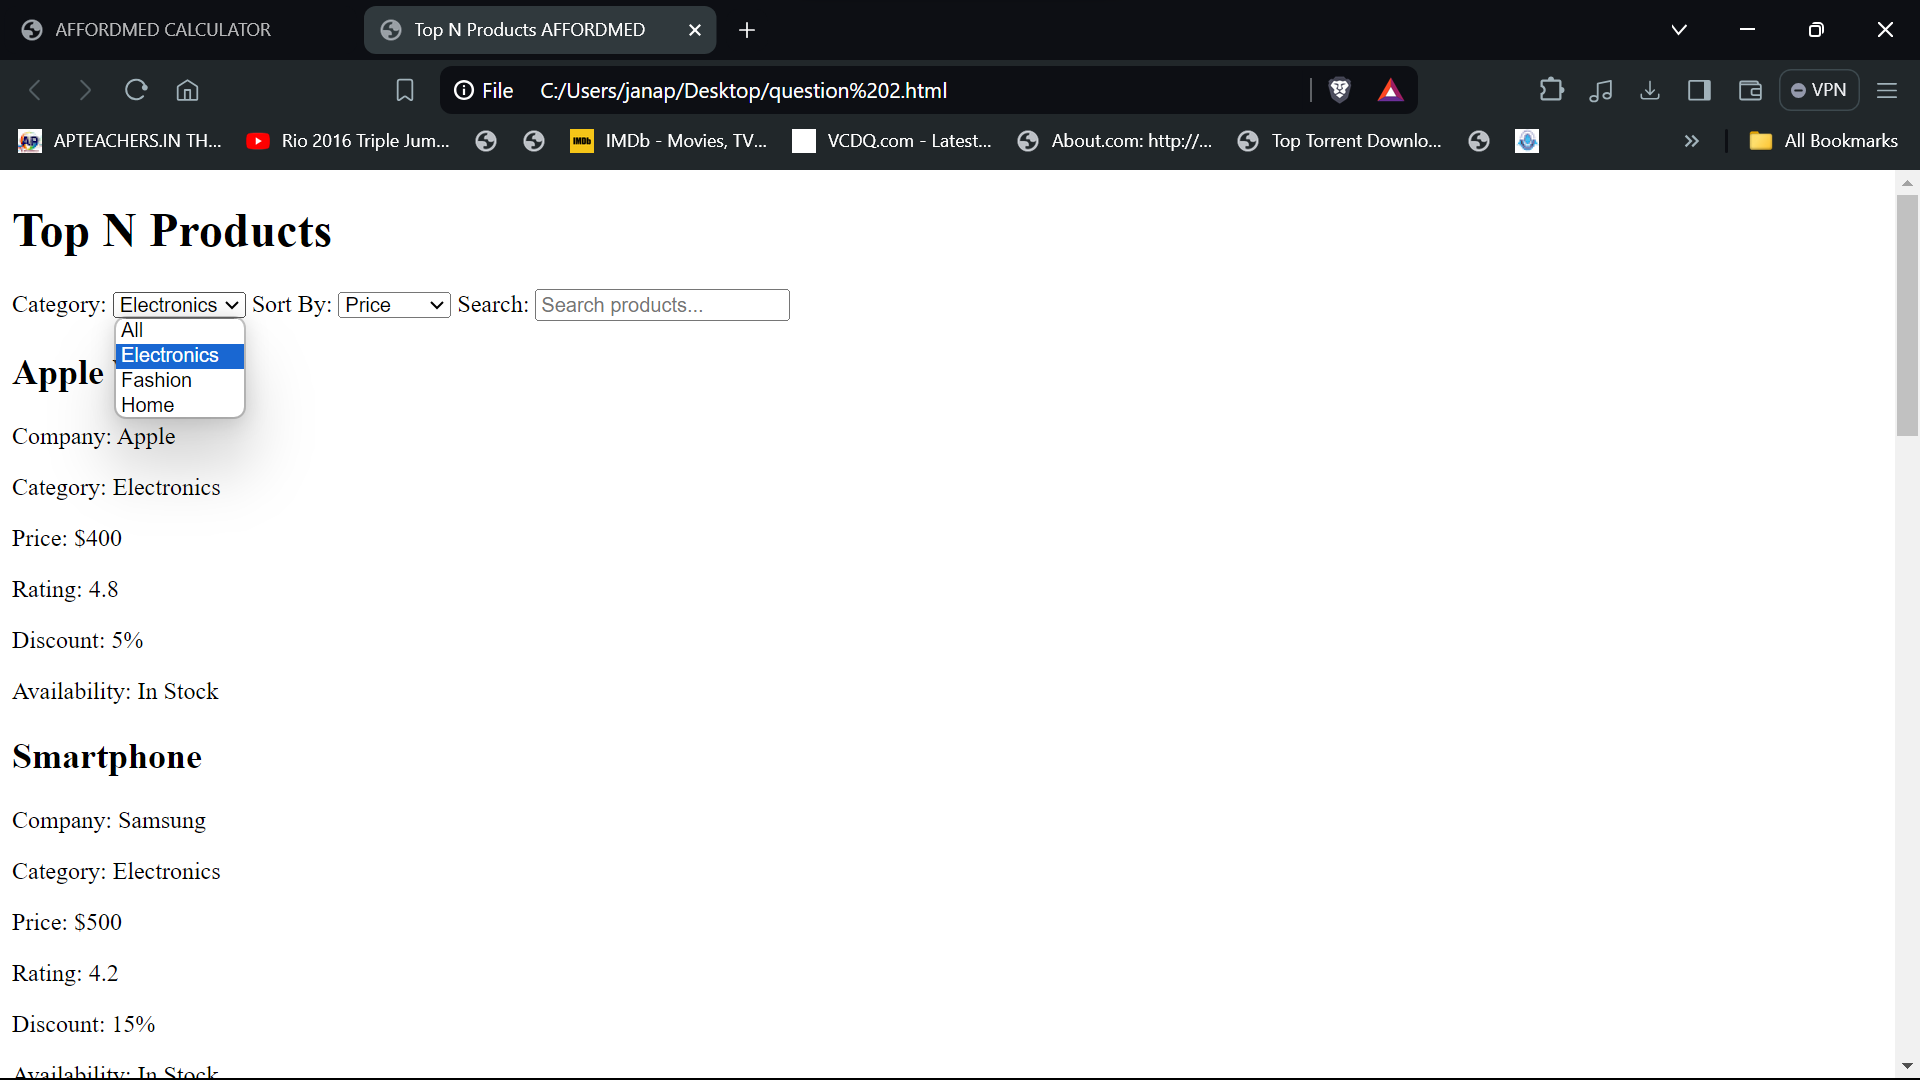 AFFORDMED CALCULATOR
Top N Products AFFORDMED
File C:/Users/janap/Desktop/question%202.html
VPN
APTEACHERS.IN TH...
Rio 2016 Triple Jum...
IMDb IMDb - Movies, TV...
VCDQ.com - Latest...
About.com: http://...
Top Torrent Downlo...
All Bookmarks
Top N Products
Category: Electronics Sort By: Price Search: Search products...
All
Electronics
Fashion
Home
Apple
Company: Apple
Category: Electronics
Price: $400
Rating: 4.8
Discount: 5%
Availability: In Stock
Smartphone
Company: Samsung
Category: Electronics
Price: $500
Rating: 4.2
Discount: 15%
Availability: In Stock